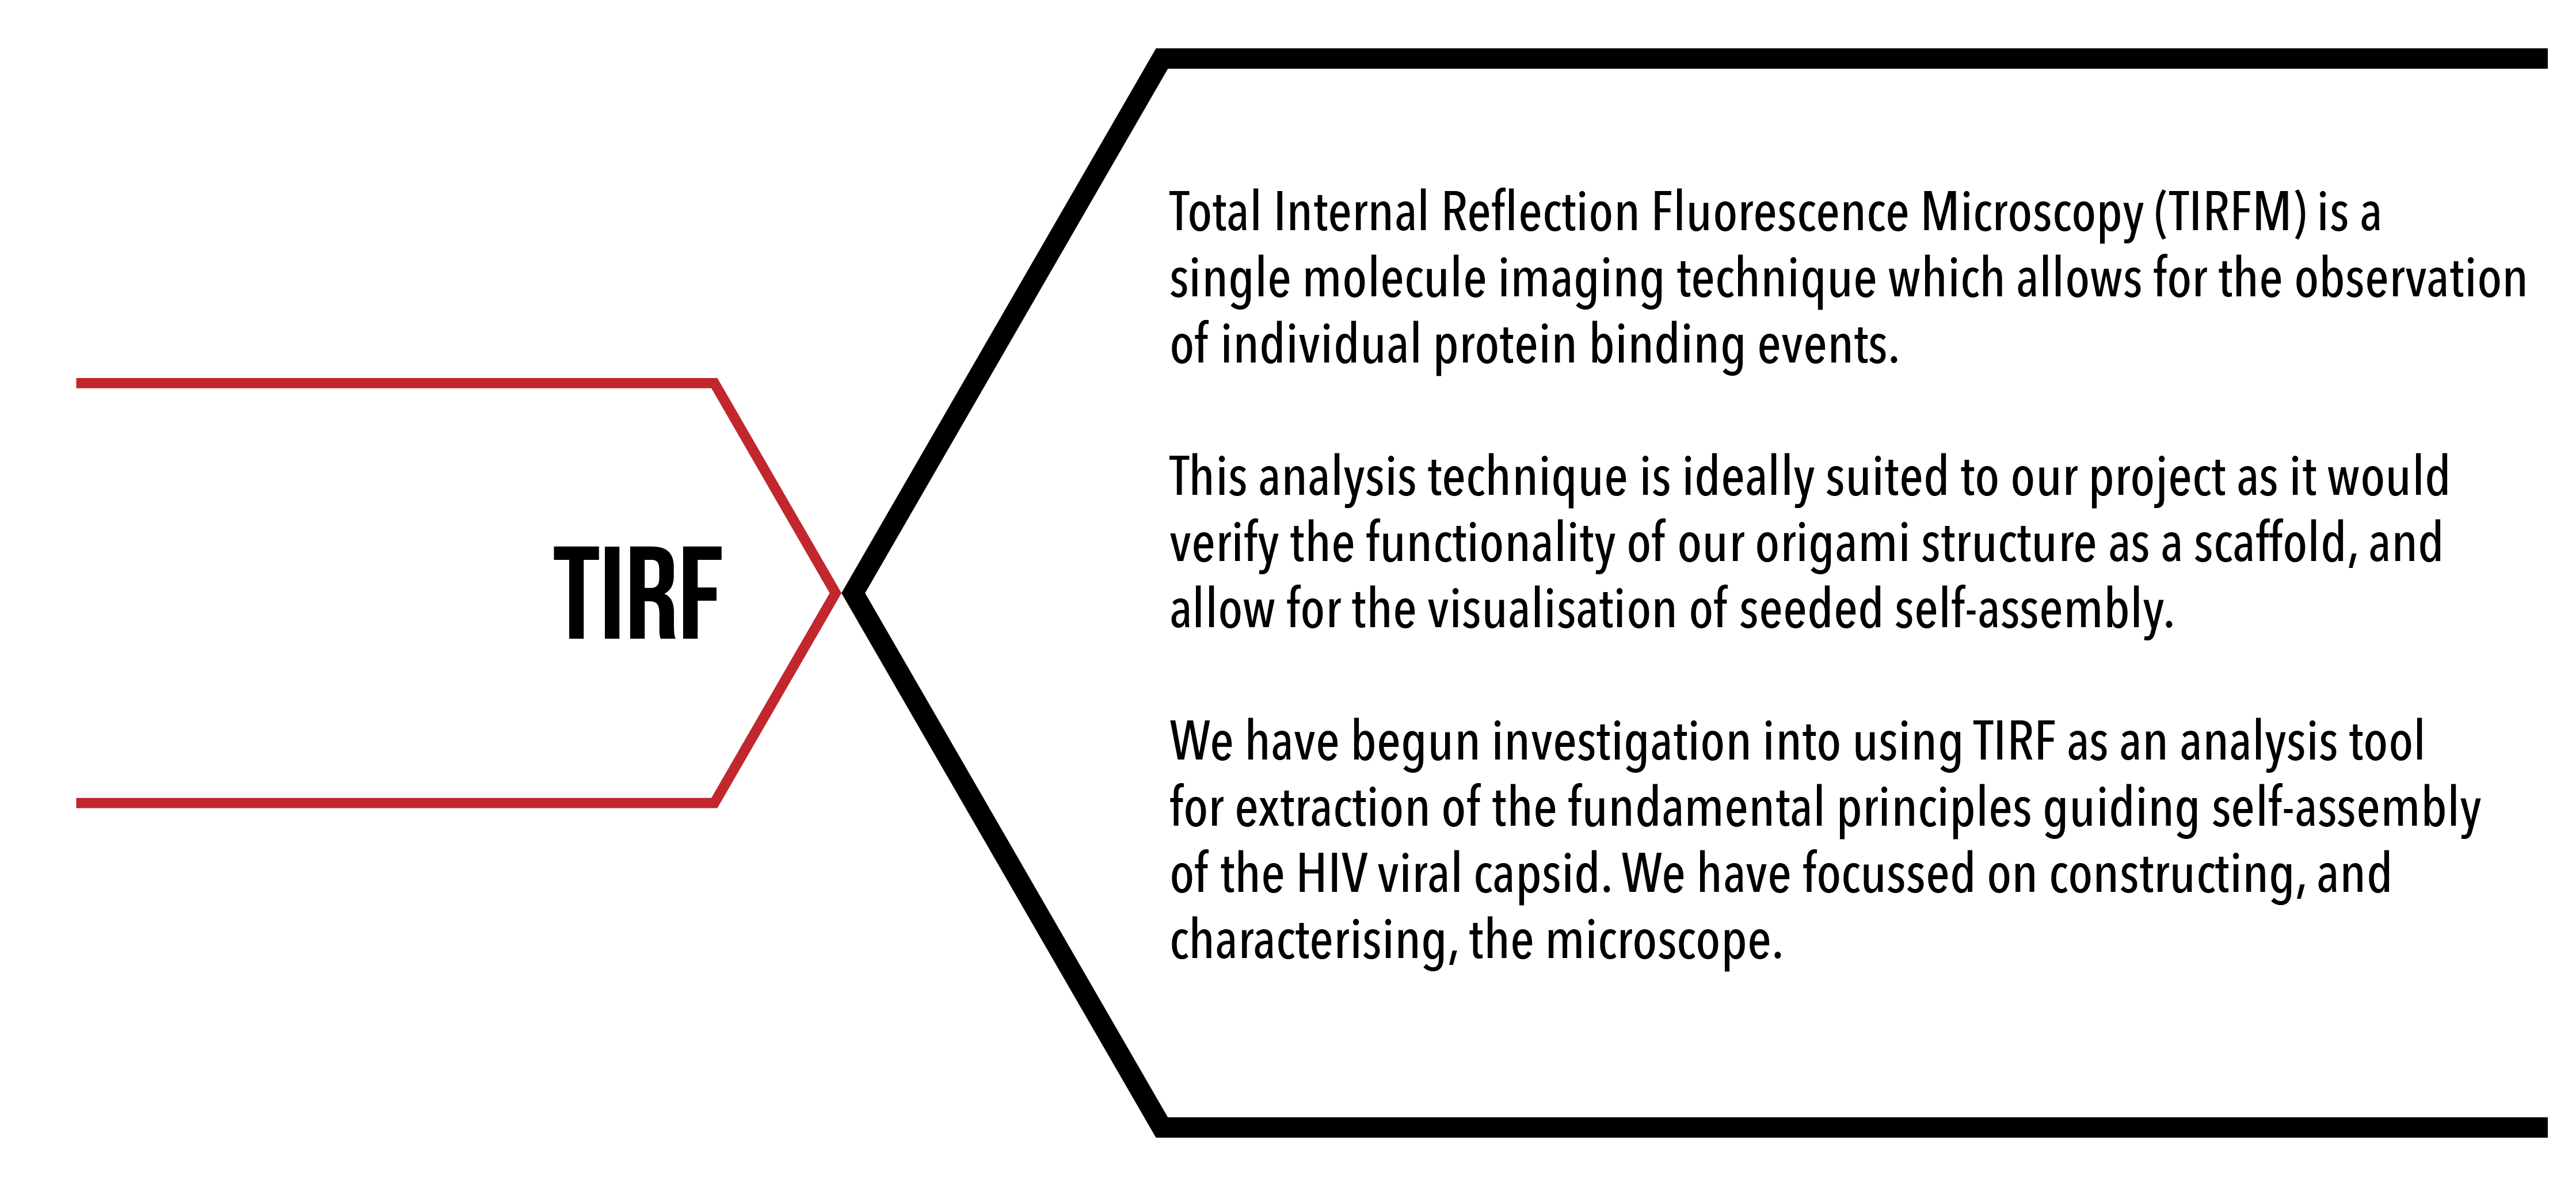 TIRF
Total Internal Reflection Fluorescence Microscopy (TIRFM) is a
single molecule imaging technique which allows for the observation
of individual protein binding events.
This analysis technique is ideally suited to our project as it would
verify the functionality of our origami structure as a scaffold, and
allow for the visualisation of seeded self-assembly.
We have begun investigation into using TIRF as an analysis tool
for extraction of the fundamental principles guiding self-assembly
of the HIV viral capsid. We have focussed on constructing, and
characterising, the microscope.